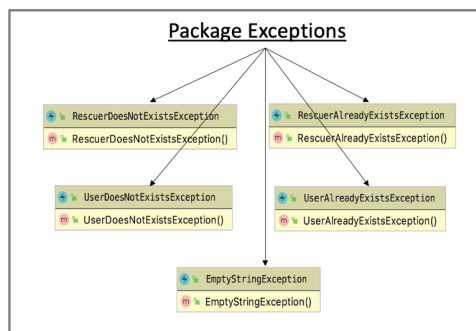 Package Exceptions
RescuerDoesNotExistsException
RescuerDoesNotExistsException()
RescuerAlreadyExistsException
RescuerAlreadyExistsException()
UserDoesNotExistsException
UserDoesNotExistsException()
UserAlreadyExistsException
UserAlreadyExistsException()
EmptyStringException
EmptyStringException()